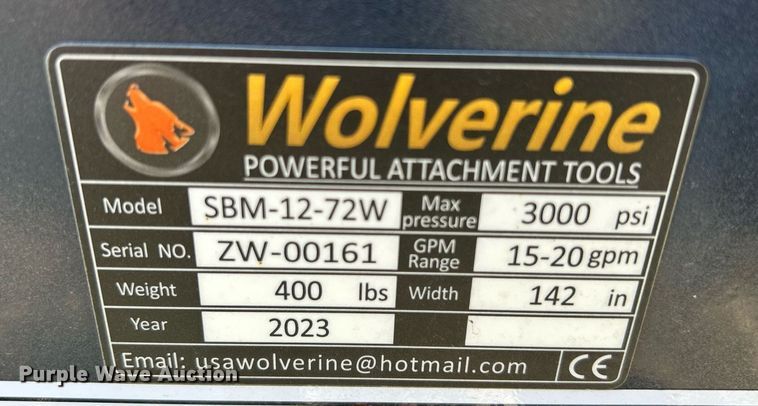 Wolverine
POWERFUL ATTACHMENT TOOLS
Model SBM-12-72W Max pressure 3000 psi
Serial NO. ZW-00161 GPM Range 15-20 gpm
Weight 400 lbs Width 142 in
Year 2023
Email: usawolverine@hotmail.com CE
Purple Wave Auction